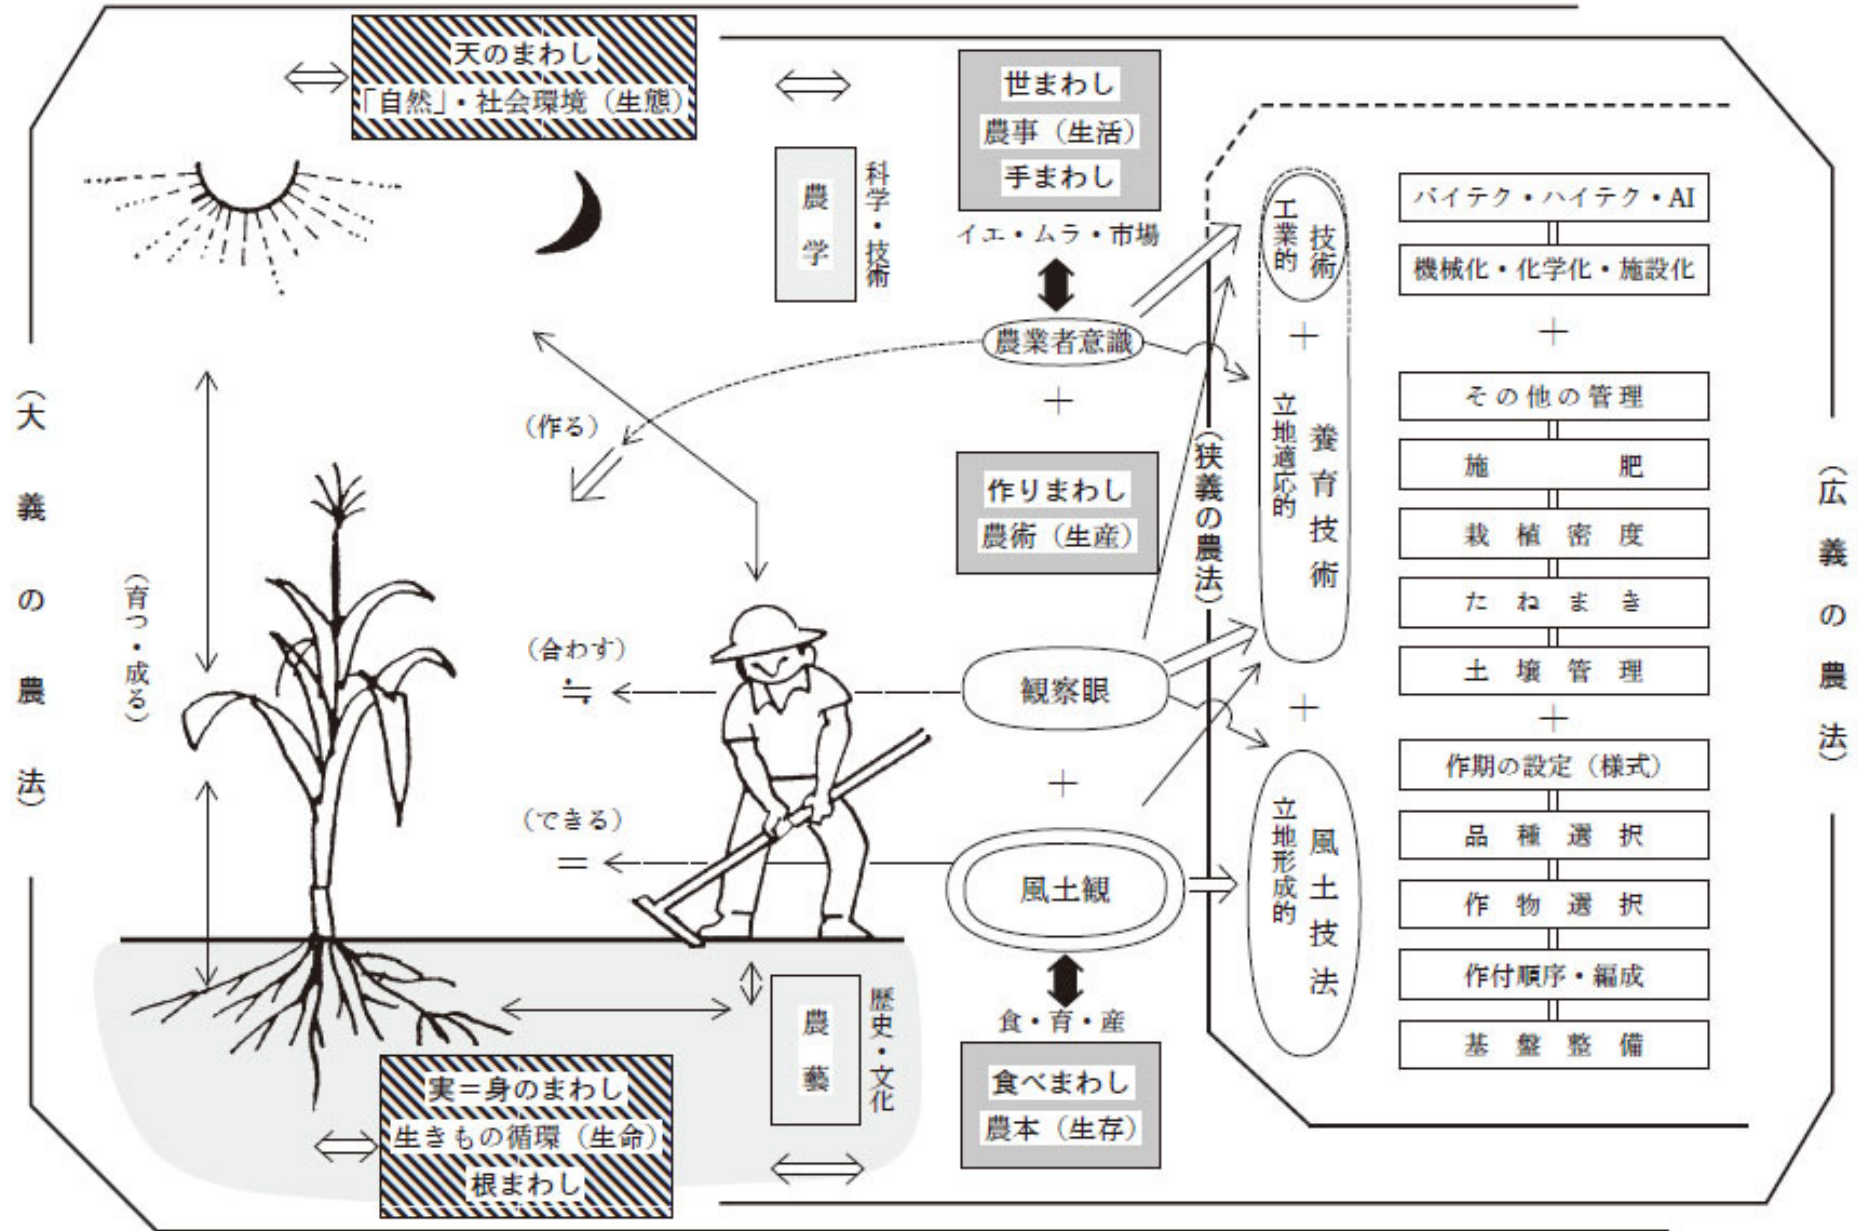 天のまわし
「自然」・社会環境（生態）
世まわし
農事（生活）
手まわし
イエ・ムラ・市場
農学
科学・技術
農業者意識
＋
作りまわし
農術（生産）
観察眼
＋
風土観
食・育・産
食べまわし
農本（生存）
農藝
歴史・文化
実＝身のまわし
生きもの循環（生命）
根まわし
（作る）
（合わす）
≒
（できる）
＝
（育つ・成る）
（大義の農法）
（狭義の農法）
（広義の農法）
工業的
技術
＋
立地適応的
養育技術
＋
立地形成的
風土技法
バイテク・ハイテク・AI
機械化・化学化・施設化
＋
その他の管理
施肥
栽植密度
たねまき
土壌管理
＋
作期の設定（様式）
品種選択
作物選択
作付順序・編成
基盤整備